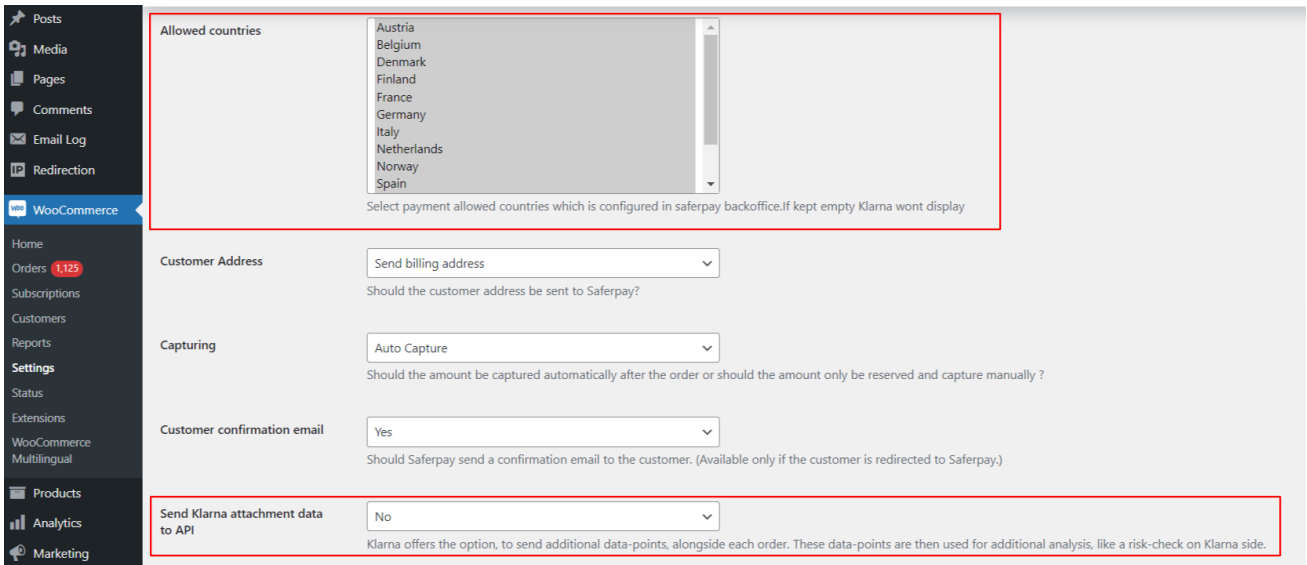 Posts
Media
Pages
Comments
Email Log
IP Redirection
Woo WooCommerce
Home
Orders 1,125
Subscriptions
Customers
Reports
Settings
Status
Extensions
WooCommerce
Multilingual
Products
Analytics
Marketing
Allowed countries
Austria
Belgium
Denmark
Finland
France
Germany
Italy
Netherlands
Norway
Spain
Select payment allowed countries which is configured in saferpay backoffice.If kept empty Klarna wont display
Customer Address
Send billing address
Should the customer address be sent to Saferpay?
Capturing
Auto Capture
Should the amount be captured automatically after the order or should the amount only be reserved and capture manually ?
Customer confirmation email
Yes
Should Saferpay send a confirmation email to the customer. (Available only if the customer is redirected to Saferpay.)
Send Klarna attachment data
to API
No
Klarna offers the option, to send additional data-points, alongside each order. These data-points are then used for additional analysis, like a risk-check on Klarna side.